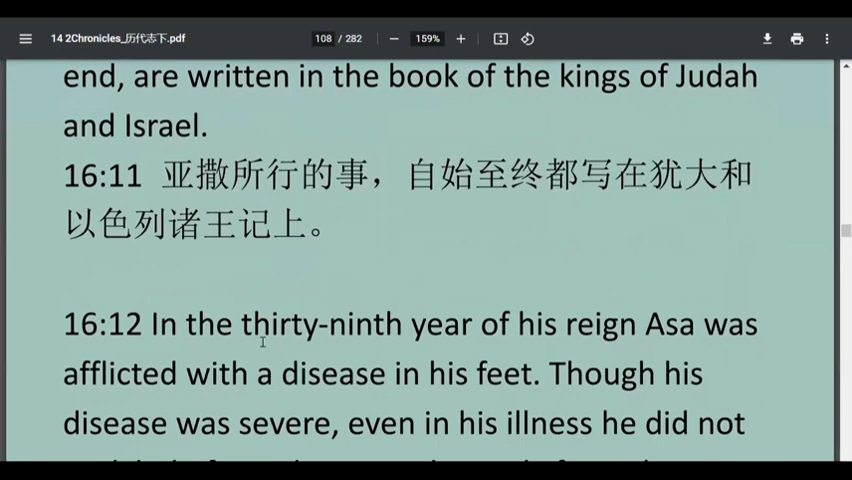 14 2Chronicles_历代志下.pdf
108 / 282
159%
end, are written in the book of the kings of Judah
and Israel.
16:11 亚撒所行的事，自始至终都写在犹大和
以色列诸王记上。
16:12 In the thirty-ninth year of his reign Asa was
afflicted with a disease in his feet. Though his
disease was severe, even in his illness he did not